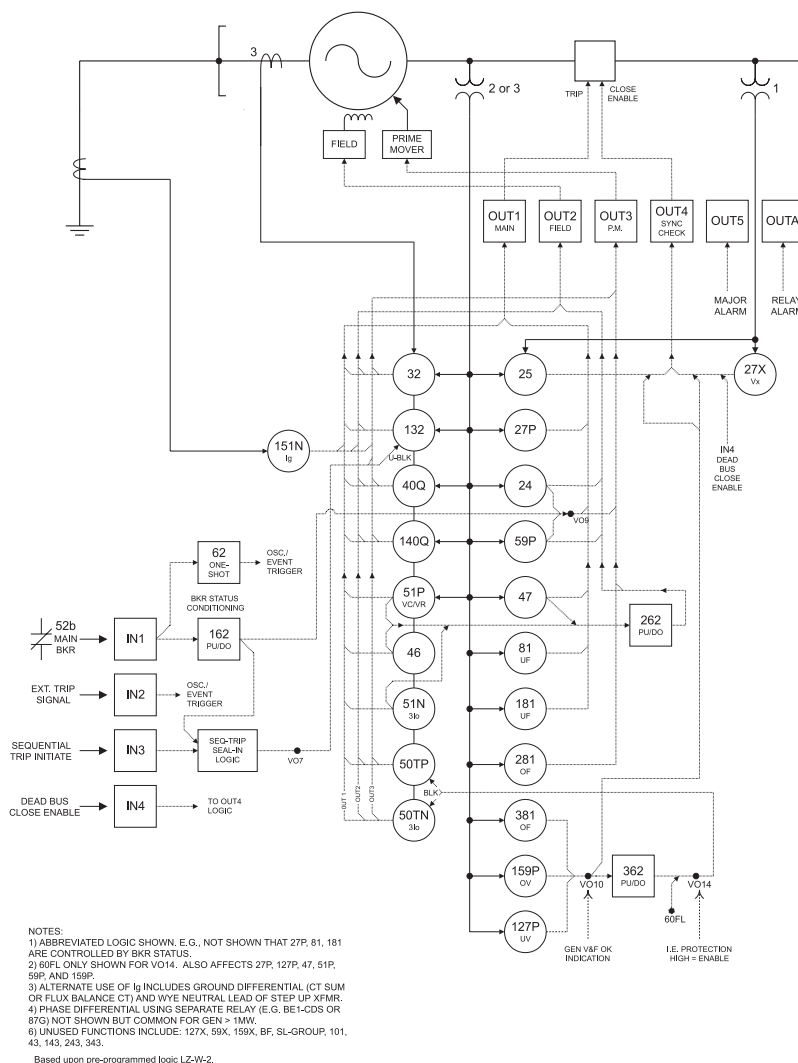 3
2 or 3
TRIP
CLOSE
ENABLE
1
FIELD
PRIME
MOVER
OUT1
MAIN
OUT2
FIELD
OUT3
P.M.
OUT4
SYNC
CHECK
OUT5
OUTA
MAJOR
ALARM
RELAY
ALARM
32
25
27X
Vx
132
27P
151N
Ig
U-BLK
IN4
DEAD
BUS
CLOSE
ENABLE
40Q
24
VO9
140Q
59P
62
ONE-
SHOT
OSC./
EVENT
TRIGGER
51P
VC/VR
47
BKR STATUS
CONDITIONING
52b
MAIN
BKR
IN1
162
PU/DO
262
PU/DO
46
81
UF
EXT. TRIP
SIGNAL
IN2
OSC./
EVENT
TRIGGER
51N
3Io
181
UF
SEQUENTIAL
TRIP INITIATE
IN3
SEQ-TRIP
SEAL-IN
LOGIC
VO7
50TP
281
OF
OUT 1
OUT2
OUT3
BLK
DEAD BUS
CLOSE ENABLE
IN4
TO OUT4
LOGIC
50TN
3Io
381
OF
159P
OV
VO10
362
PU/DO
VO14
60FL
127P
UV
GEN V&F OK
INDICATION
I.E. PROTECTION
HIGH = ENABLE
NOTES:
1) ABBREVIATED LOGIC SHOWN. E.G., NOT SHOWN THAT 27P, 81, 181
ARE CONTROLLED BY BKR STATUS.
2) 60FL ONLY SHOWN FOR VO14. ALSO AFFECTS 27P, 127P, 47, 51P,
59P, AND 159P.
3) ALTERNATE USE OF Ig INCLUDES GROUND DIFFERENTIAL (CT SUM
OR FLUX BALANCE CT) AND WYE NEUTRAL LEAD OF STEP UP XFMR.
4) PHASE DIFFERENTIAL USING SEPARATE RELAY (E.G. BE1-CDS OR
87G) NOT SHOWN BUT COMMON FOR GEN > 1MW.
6) UNUSED FUNCTIONS INCLUDE: 127X, 59X, 159X, BF, SL-GROUP, 101,
43, 143, 243, 343.
Based upon pre-programmed logic LZ-W-2.